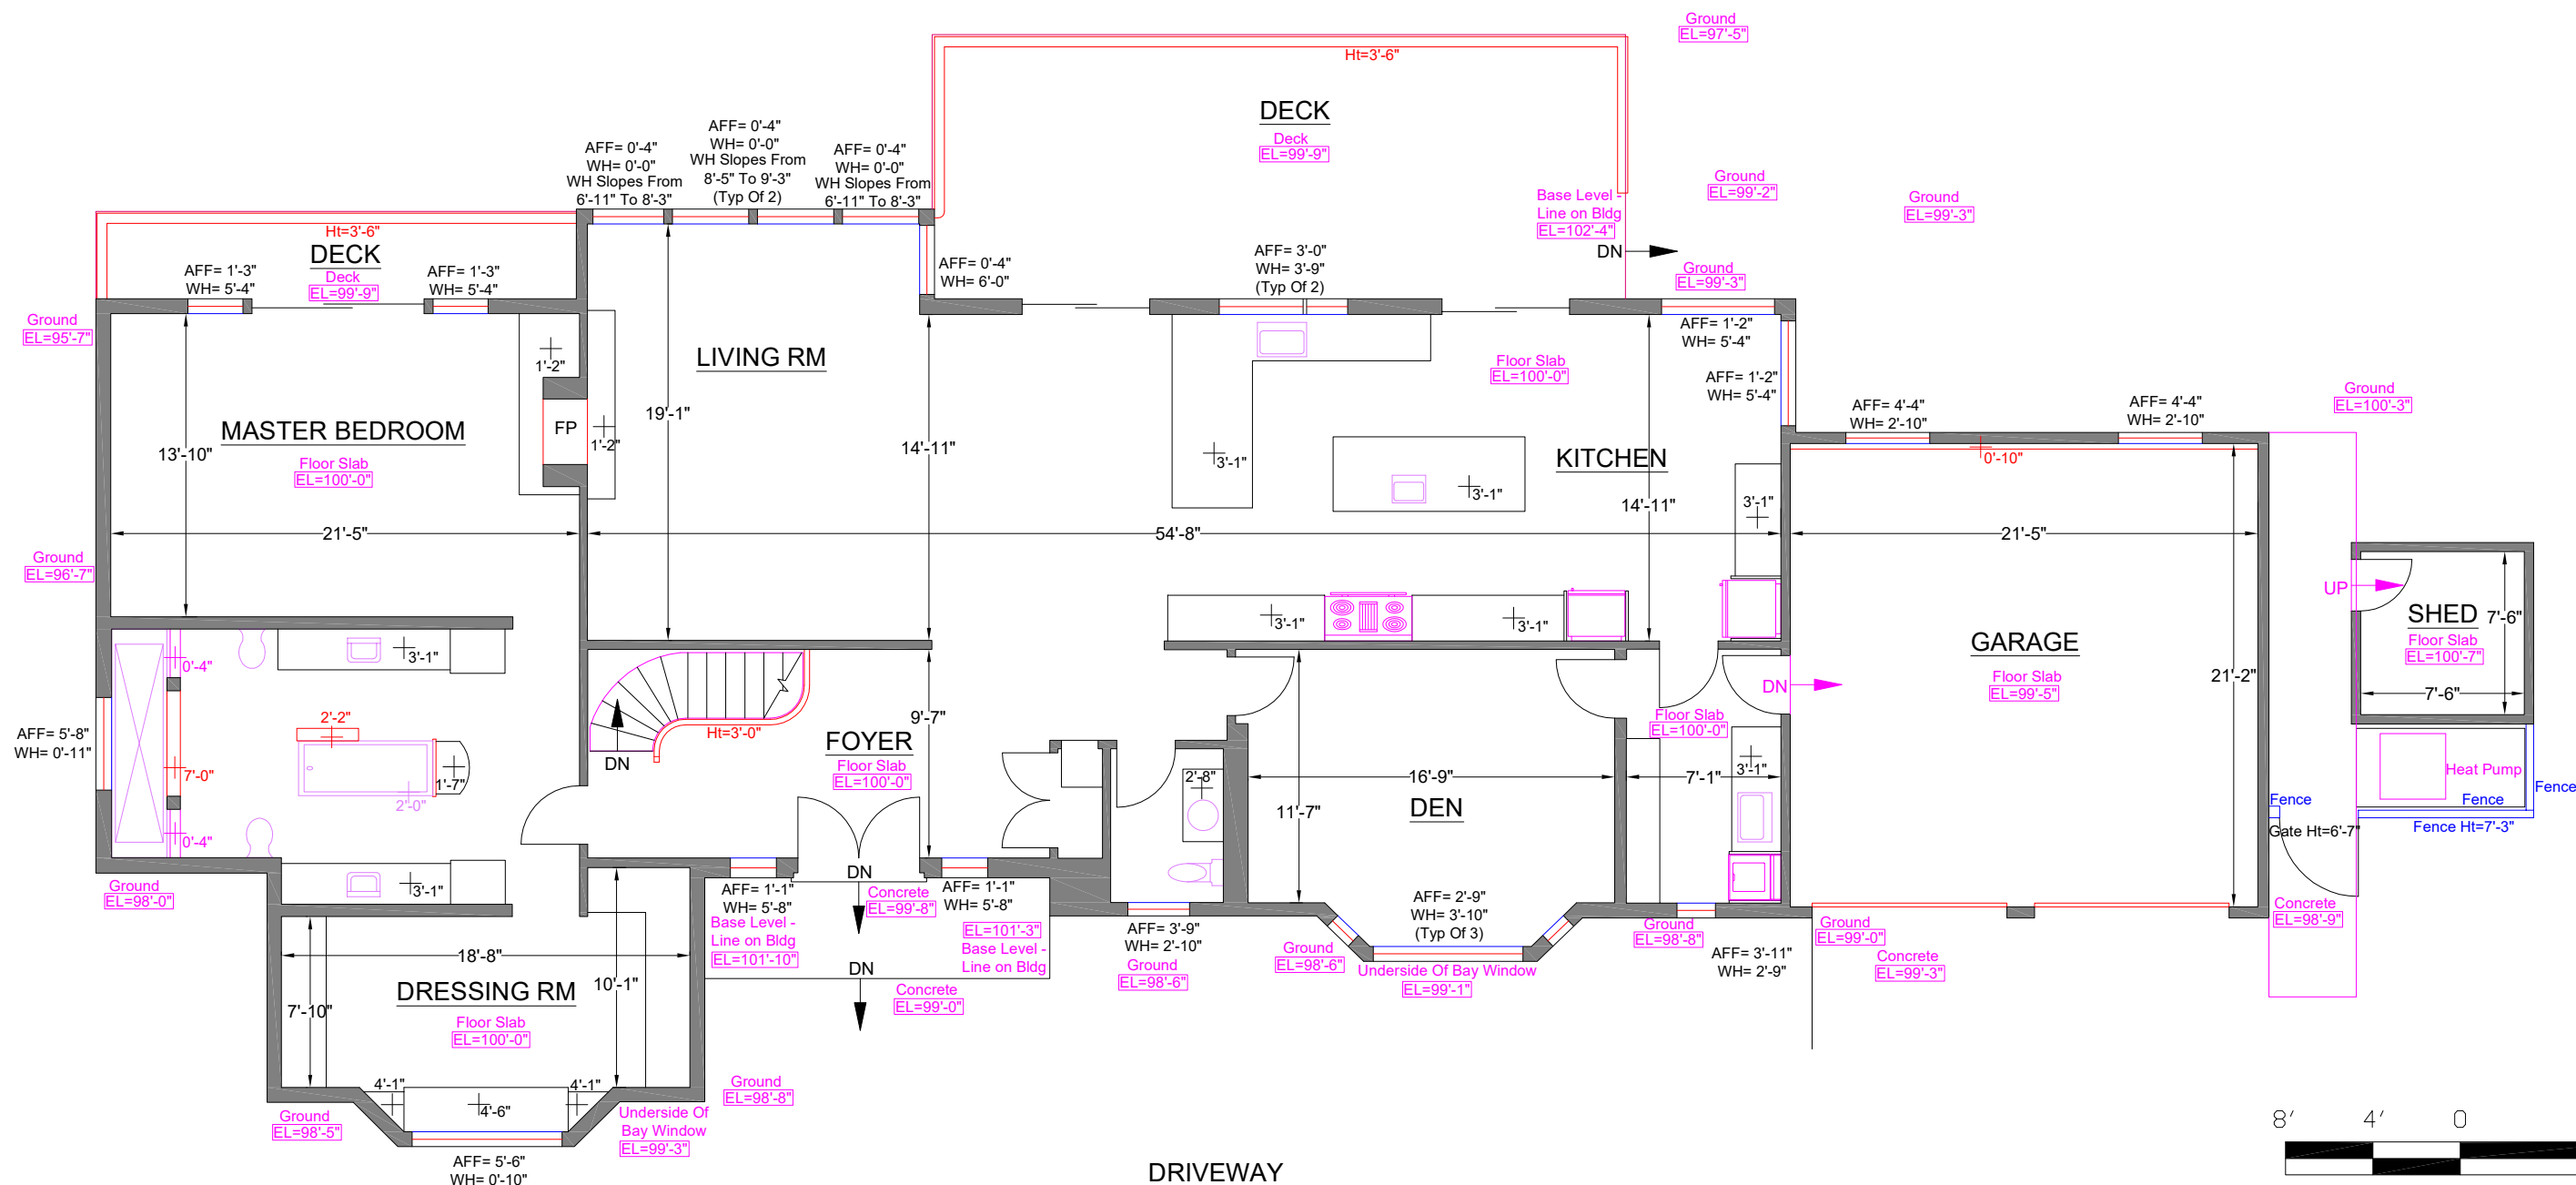 Ground
EL=97'-5"
Ht=3'-6"
DECK
Deck
EL=99'-9"
AFF= 0'-4"
WH= 0'-0"
WH Slopes From
6'-11" To 8'-3"
AFF= 0'-4"
WH= 0'-0"
WH Slopes From
8'-5" To 9'-3"
(Typ Of 2)
AFF= 0'-4"
WH= 0'-0"
WH Slopes From
6'-11" To 8'-3"
Base Level -
Line on Bldg
EL=102'-4"
Ground
EL=99'-2"
Ground
EL=99'-3"
DN
Ground
EL=99'-3"
Ht=3'-6"
DECK
Deck
EL=99'-9"
AFF= 1'-3"
WH= 5'-4"
AFF= 1'-3"
WH= 5'-4"
AFF= 0'-4"
WH= 6'-0"
AFF= 3'-0"
WH= 3'-9"
(Typ Of 2)
Ground
EL=95'-7"
1'-2"
LIVING RM
Floor Slab
EL=100'-0"
AFF= 1'-2"
WH= 5'-4"
AFF= 1'-2"
WH= 5'-4"
Ground
EL=100'-3"
AFF= 4'-4"
WH= 2'-10"
AFF= 4'-4"
WH= 2'-10"
MASTER BEDROOM
13'-10"
Floor Slab
EL=100'-0"
FP
1'-2"
19'-1"
14'-11"
3'-1"
3'-1"
KITCHEN
14'-11"
3'-1"
0'-10"
21'-5"
54'-8"
21'-5"
Ground
EL=96'-7"
3'-1"
3'-1"
UP
SHED
7'-6"
Floor Slab
EL=100'-7"
7'-6"
GARAGE
Floor Slab
EL=99'-5"
21'-2"
DN
0'-4"
3'-1"
2'-2"
7'-0"
1'-7"
2'-0"
0'-4"
AFF= 5'-8"
WH= 0'-11"
DN
Ht=3'-0"
9'-7"
FOYER
Floor Slab
EL=100'-0"
2'-8"
16'-9"
DEN
11'-7"
Floor Slab
EL=100'-0"
7'-1"
3'-1"
Heat Pump
Fence
Fence
Fence
Gate Ht=6'-7"
Fence Ht=7'-3"
3'-1"
Ground
EL=98'-0"
AFF= 1'-1"
WH= 5'-8"
Base Level -
Line on Bldg
EL=101'-10"
DN
Concrete
EL=99'-8"
AFF= 1'-1"
WH= 5'-8"
EL=101'-3"
Base Level -
Line on Bldg
DN
Concrete
EL=99'-0"
AFF= 3'-9"
WH= 2'-10"
Ground
EL=98'-6"
AFF= 2'-9"
WH= 3'-10"
(Typ Of 3)
Ground
EL=98'-6"
Underside Of Bay Window
EL=99'-1"
Ground
EL=98'-8"
AFF= 3'-11"
WH= 2'-9"
Ground
EL=99'-0"
Concrete
EL=99'-3"
Concrete
EL=98'-9"
18'-8"
DRESSING RM
7'-10"
10'-1"
Floor Slab
EL=100'-0"
4'-1"
4'-6"
4'-1"
Ground
EL=98'-5"
Underside Of
Bay Window
EL=99'-3"
Ground
EL=98'-8"
AFF= 5'-6"
WH= 0'-10"
DRIVEWAY
8' 4' 0